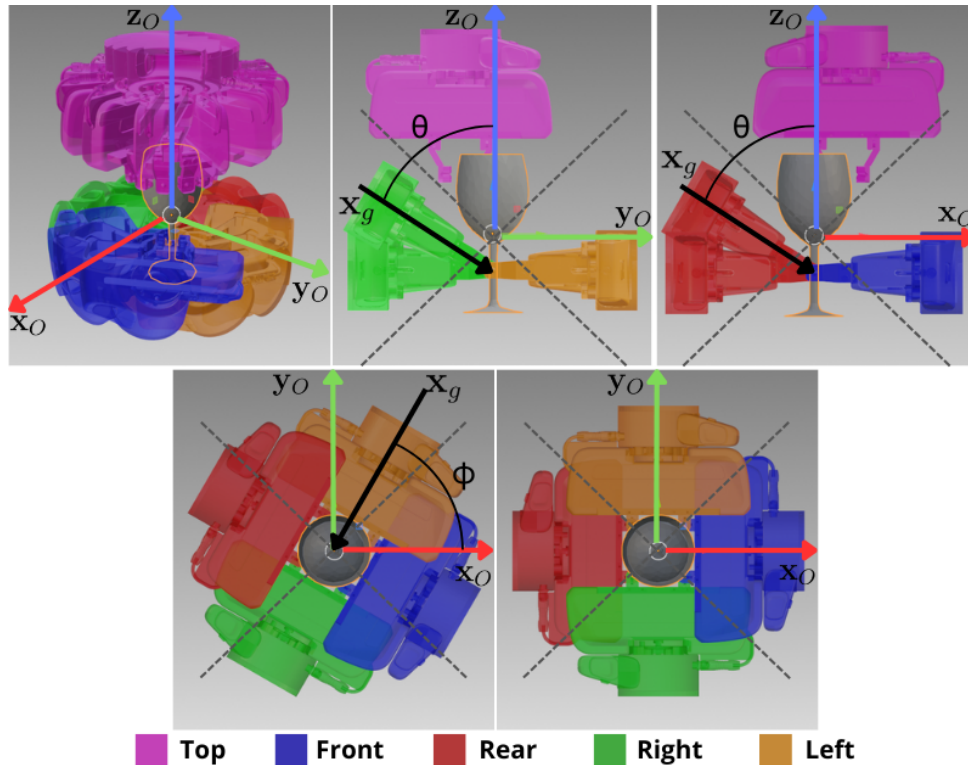 z_O
z_O
z_O
θ
θ
x_g
x_g
y_O
x_O
x_O
y_O
y_O
x_g
y_O
ϕ
x_O
x_O
Top
Front
Rear
Right
Left